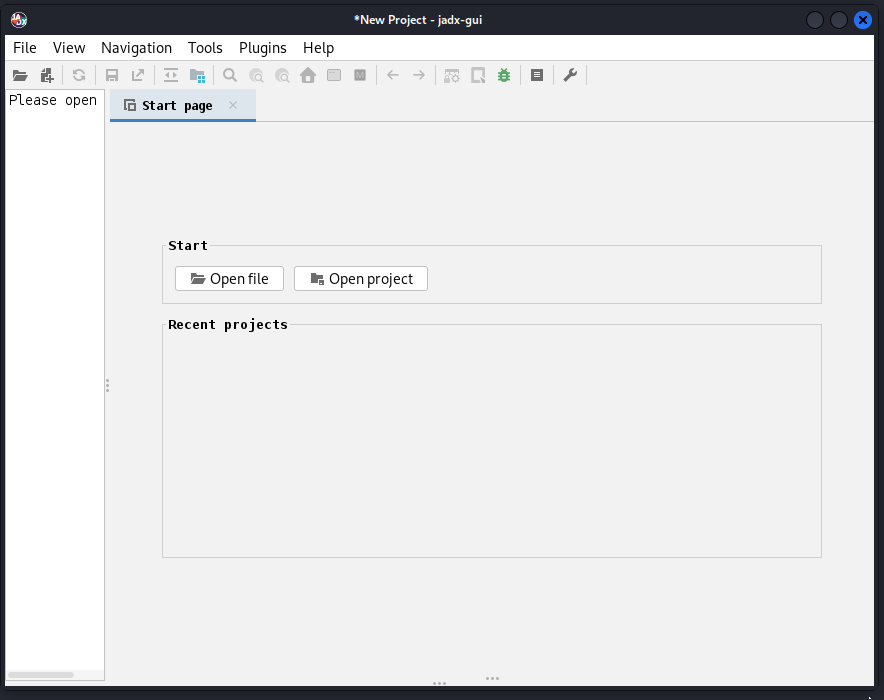 *New Project - jadx-gui
File View Navigation Tools Plugins Help
Please open
Start page
Start
Open file Open project
Recent projects